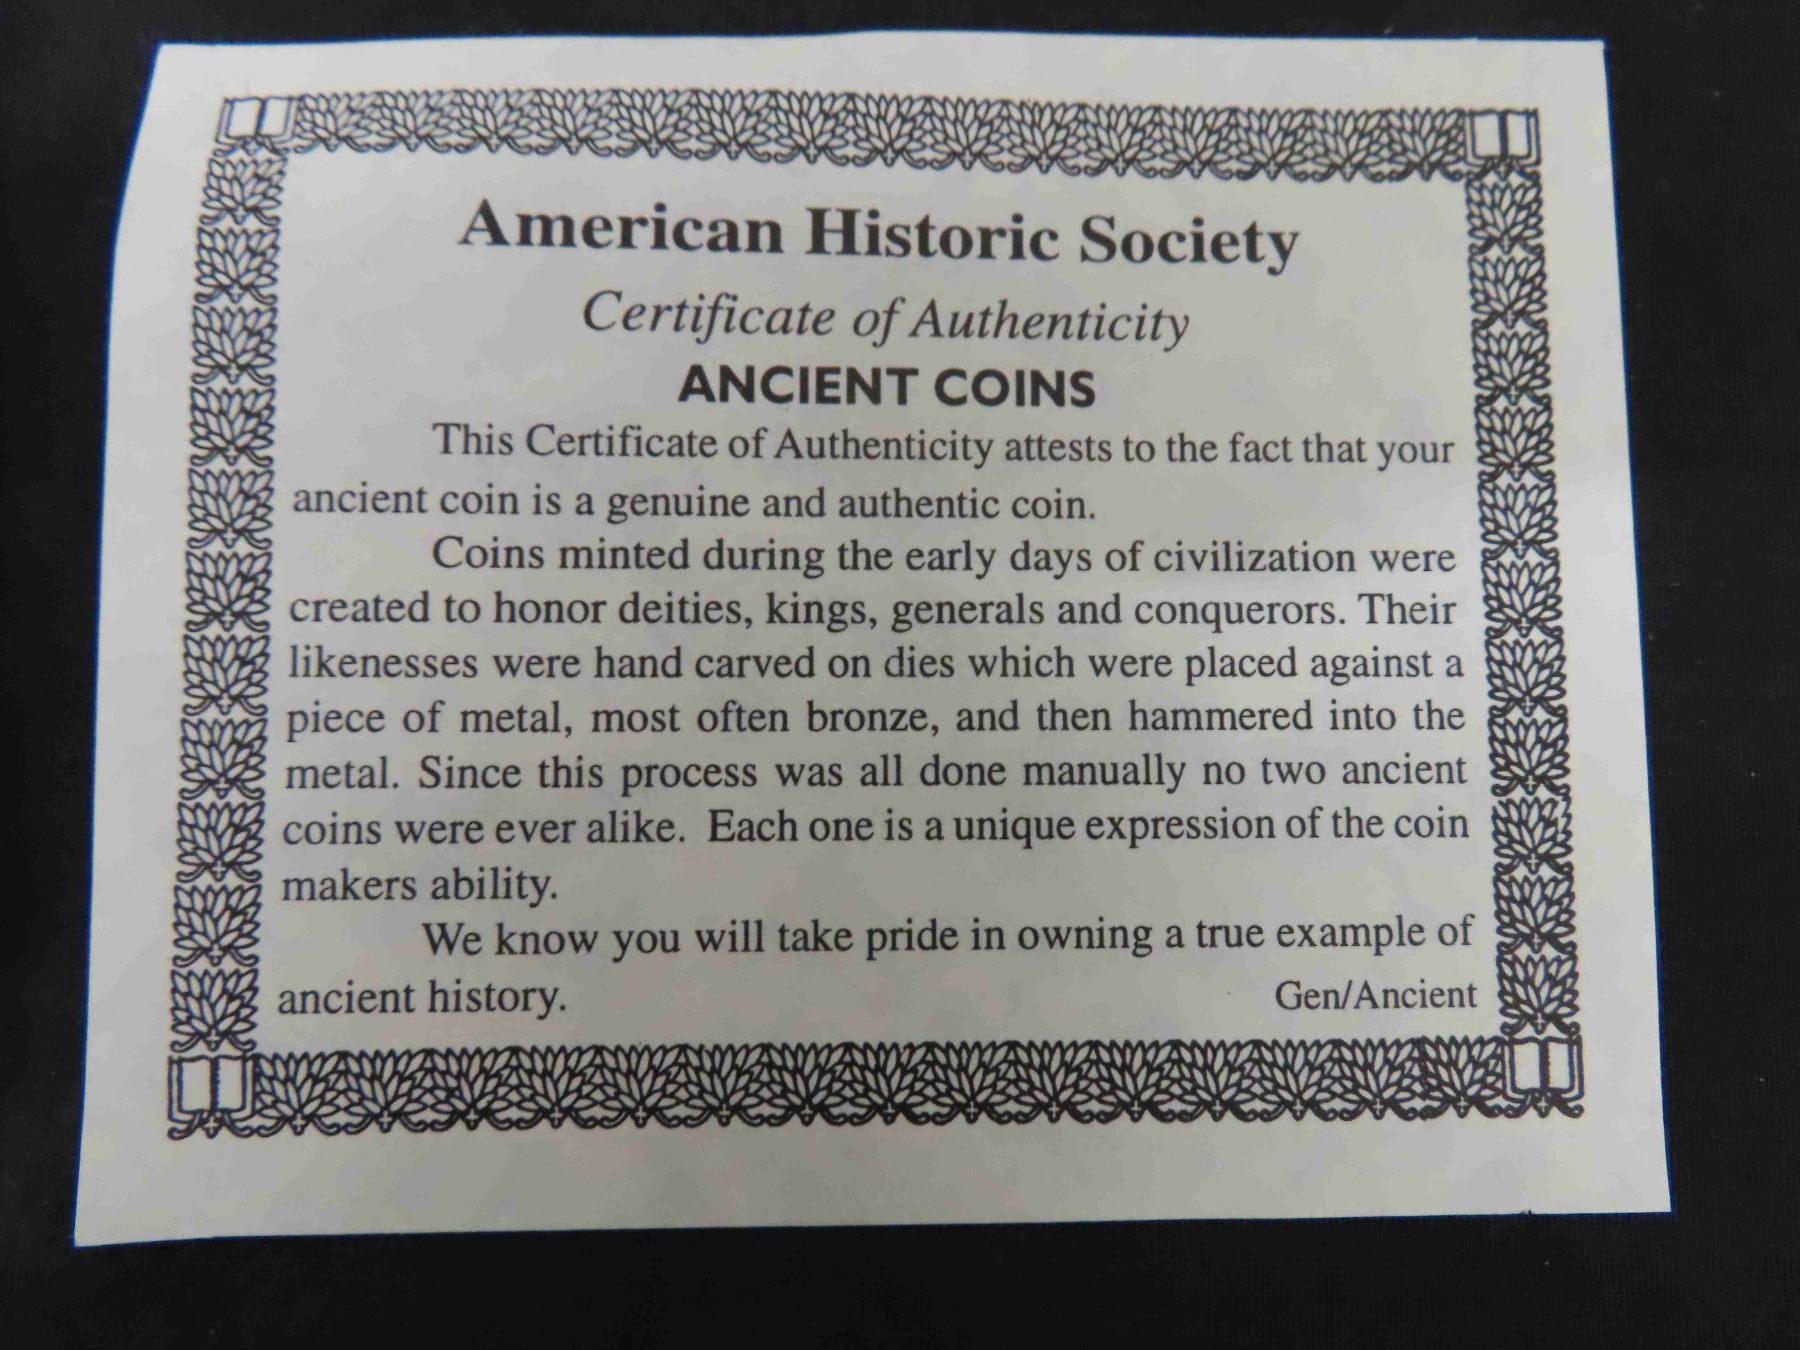 American Historic Society
Certificate of Authenticity
ANCIENT COINS
This Certificate of Authenticity attests to the fact that your
ancient coin is a genuine and authentic coin.
Coins minted during the early days of civilization were
created to honor deities, kings, generals and conquerors. Their
likenesses were hand carved on dies which were placed against a
piece of metal, most often bronze, and then hammered into the
metal. Since this process was all done manually no two ancient
coins were ever alike. Each one is a unique expression of the coin
makers ability.
We know you will take pride in owning a true example of
ancient history. Gen/Ancient